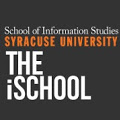 School of Information Studies
SYRACUSE UNIVERSITY
THE
iSCHOOL